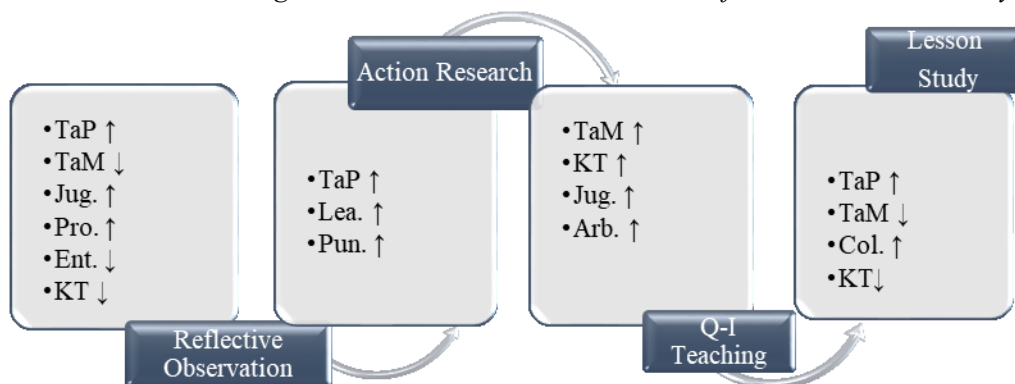 •TaP ↑
•TaM ↓
•Jug. ↑
•Pro. ↑
•Ent. ↓
•KT ↓
Reflective
Observation
•TaP ↑
•Lea. ↑
•Pun. ↑
Action Research
•TaM ↑
•KT ↑
•Jug. ↑
•Arb. ↑
Q-I
Teaching
•TaP ↑
•TaM ↓
•Col. ↑
•KT↓
Lesson
Study